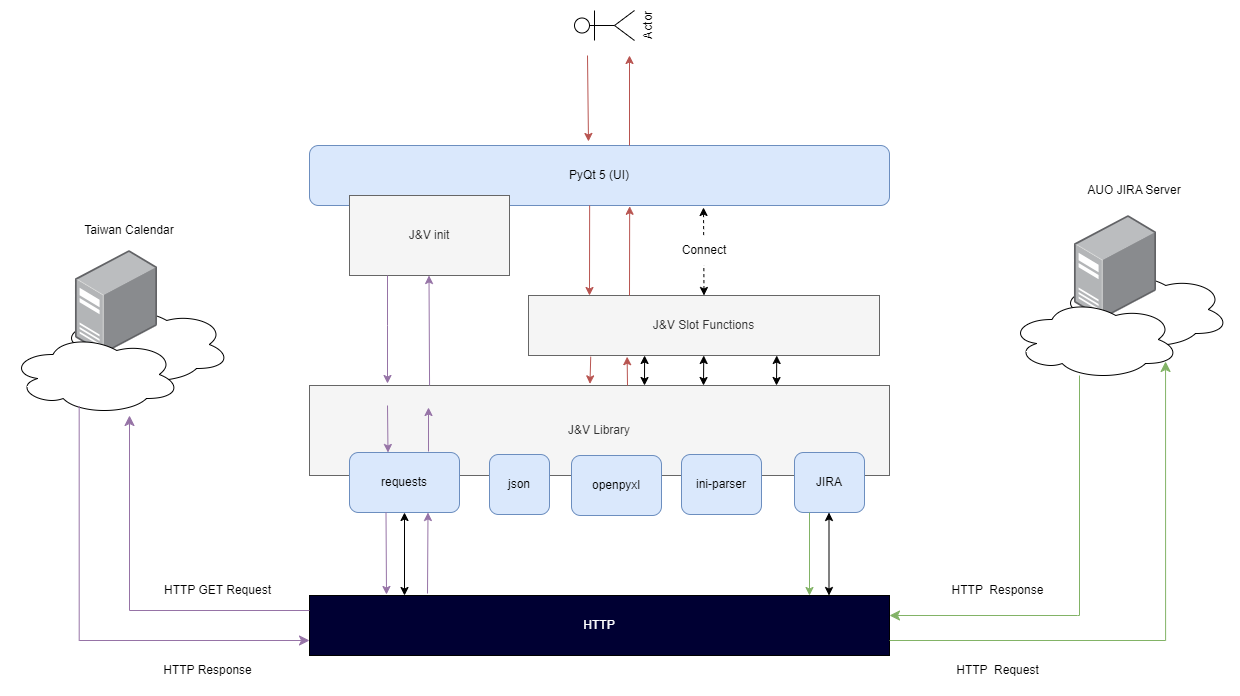 Actor
PyQt 5 (UI)
AUO JIRA Server
Taiwan Calendar
J&V init
Connect
J&V Slot Functions
J&V Library
requests
json
openpyxl
ini-parser
JIRA
HTTP GET Request
HTTP  Response
HTTP
HTTP Response
HTTP  Request